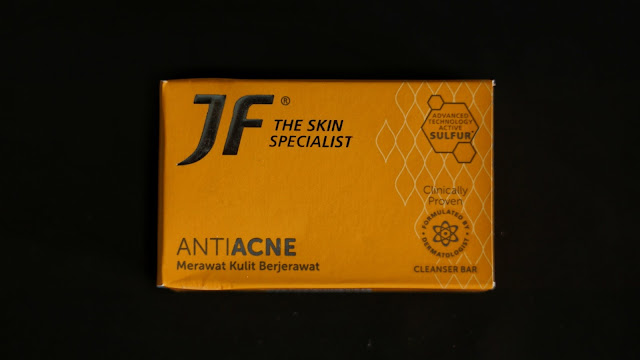 JF®
THE SKIN
SPECIALIST
ADVANCED
TECHNOLOGY
ACTIVE
SULFUR
Clinically
Proven
FORMULATED BY
DERMATOLOGIST
ANTIACNE
Merawat Kulit Berjerawat
CLEANSER BAR